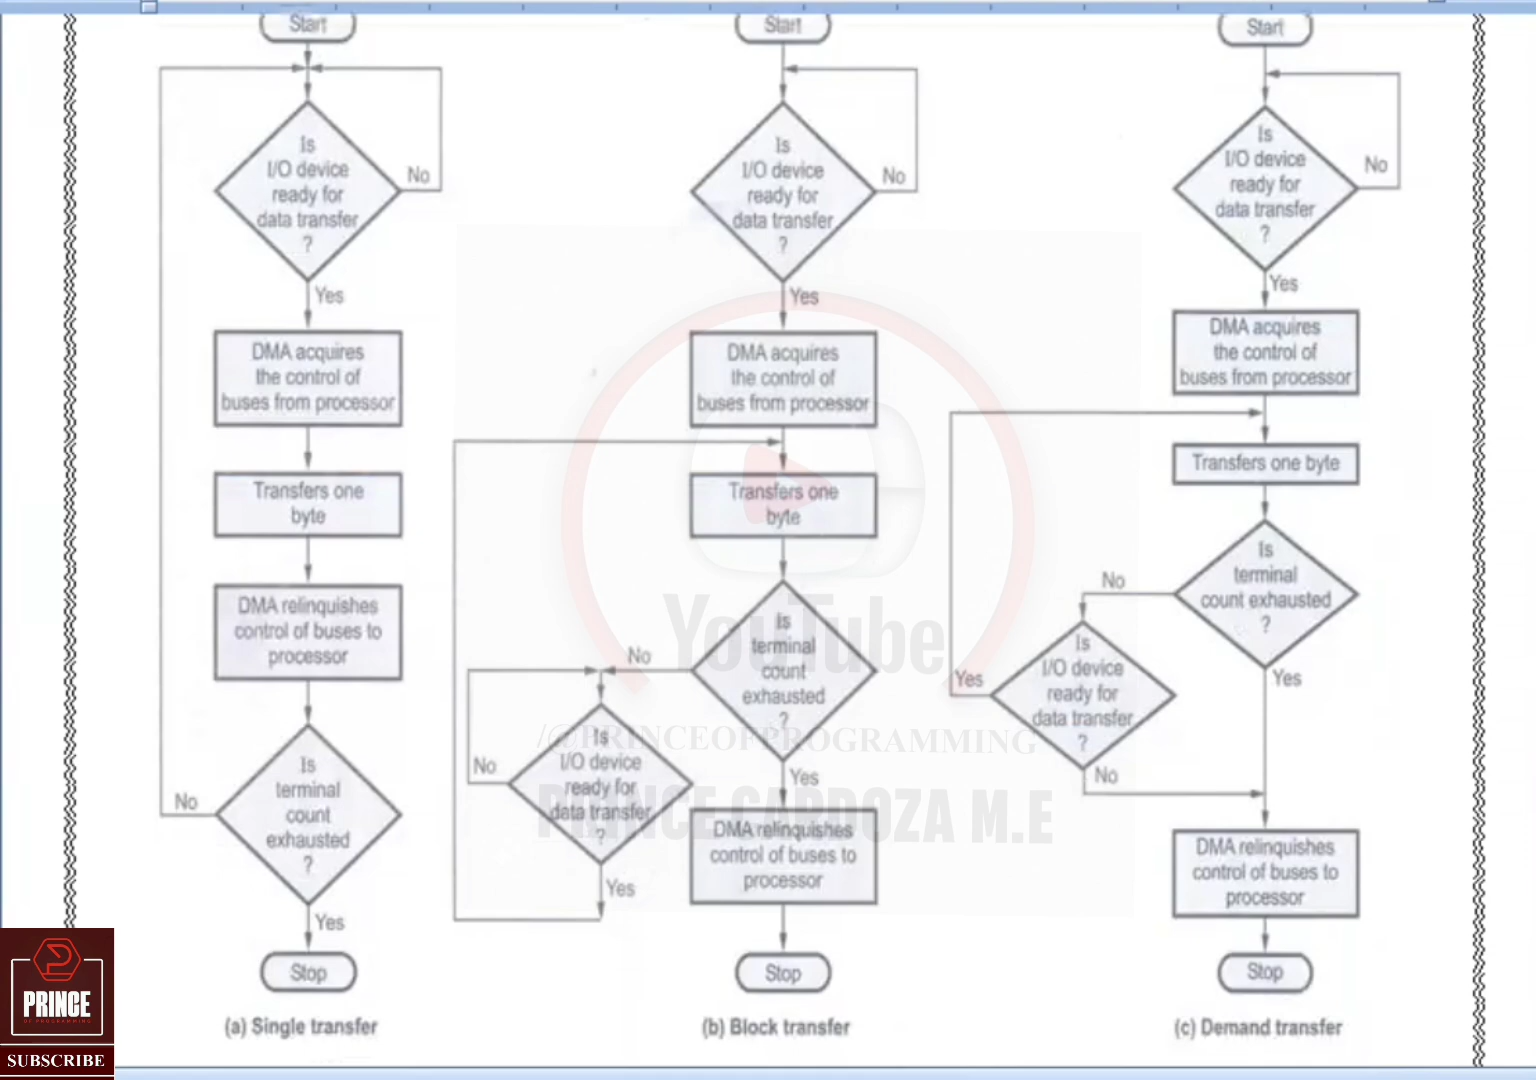 Start
Is
I/O device
ready for
data transfer
?
No
Yes
DMA acquires
the control of
buses from processor
Transfers one
byte
DMA relinquishes
control of buses to
processor
Is
terminal
count
exhausted
?
No
Yes
Stop
(a) Single transfer
Start
Is
I/O device
ready for
data transfer
?
No
Yes
DMA acquires
the control of
buses from processor
Transfers one
byte
Is
terminal
count
exhausted
?
No
Is
I/O device
ready for
data transfer
?
No
Yes
Yes
DMA relinquishes
control of buses to
processor
Stop
(b) Block transfer
Start
Is
I/O device
ready for
data transfer
?
No
Yes
DMA acquires
the control of
buses from processor
Transfers one byte
Is
terminal
count exhausted
?
No
Is
I/O device
ready for
data transfer
?
Yes
No
Yes
DMA relinquishes
control of buses to
processor
Stop
(c) Demand transfer
YouTube
/@PRINCEOFPROGRAMMING
PRINCE CARDOZA M.E
PRINCE
OF PROGRAMMING
SUBSCRIBE